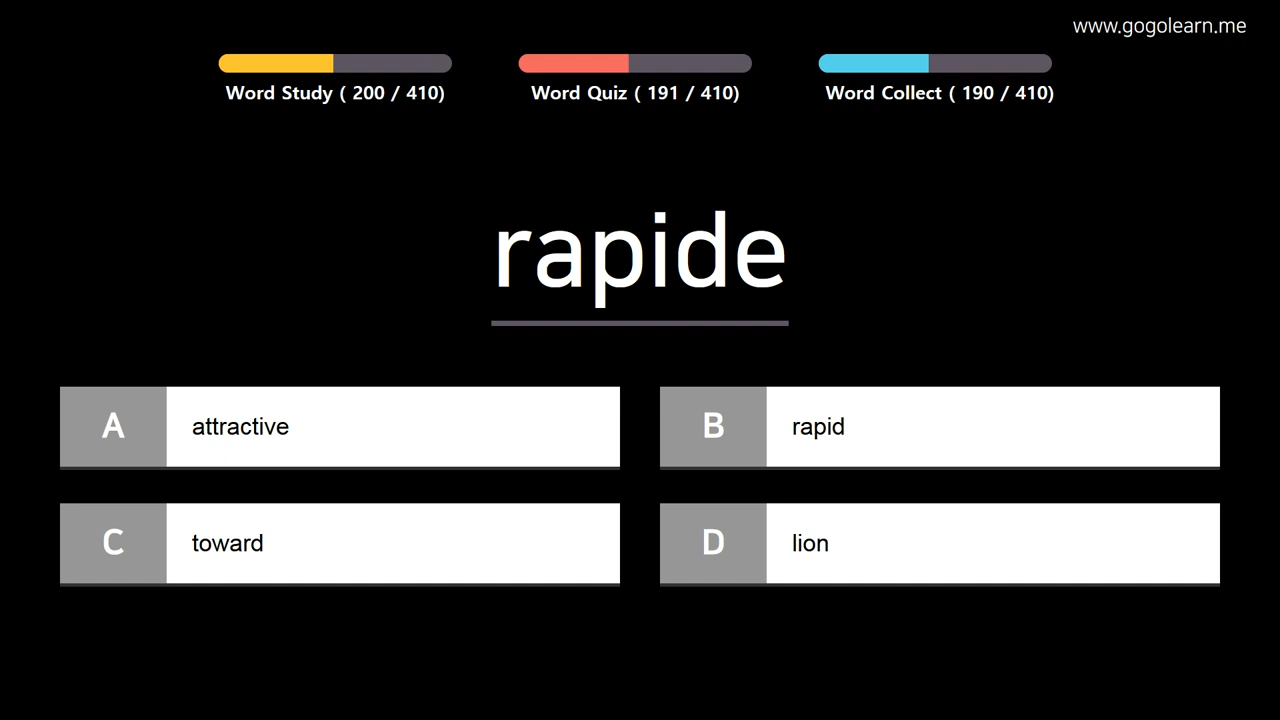 www.gogolearn.me
Word Study ( 200 / 410)
Word Quiz ( 191 / 410)
Word Collect ( 190 / 410)
rapide
A attractive
B rapid
C toward
D lion